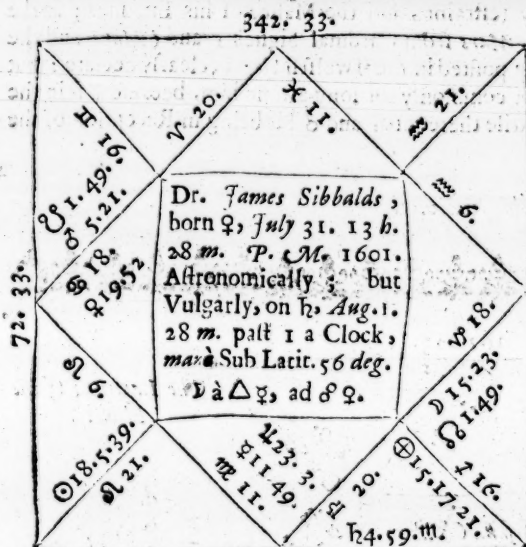 342. 33.
♈ 20.
♓ 11.
♒ 21.
♊ 16.
☋ 1. 49.
♂ 5. 21.
♒ 6.
Dr. James Sibbalds,
born ♀, July 31. 13 h.
28 m. P. M. 1601.
Aſtronomically; but
Vulgarly, on ♄, Aug. 1.
28 m. paſt 1 a Clock,
manè Sub Latit. 56 deg.
☽ à △ ☿, ad ☍ ♀.
♋ 18.
♀ 19 52
72. 33
♑ 18.
☽ 15. 23.
☊ 1. 49.
♌ 6.
☉ 18. 5. 39.
♌ 21.
♃ 23. 3.
☿ 11 49.
♍ 11.
⊕ 15. 17. 21.
♐ 16.
♎ 20.
♄ 4. 59. ♏.